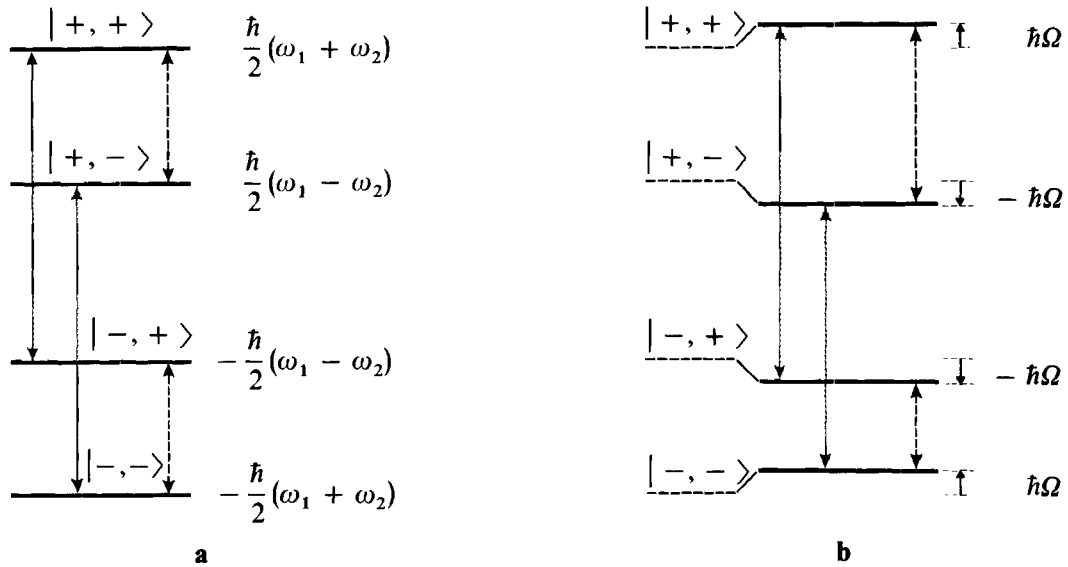 | +, + ⟩ ħ/2 (ω₁ + ω₂)
| +, − ⟩ ħ/2 (ω₁ − ω₂)
| −, + ⟩ − ħ/2 (ω₁ − ω₂)
|−,−⟩ − ħ/2 (ω₁ + ω₂)
a
| +, + ⟩ ħΩ
| +, − ⟩ − ħΩ
| −, + ⟩ − ħΩ
| −, − ⟩ ħΩ
b